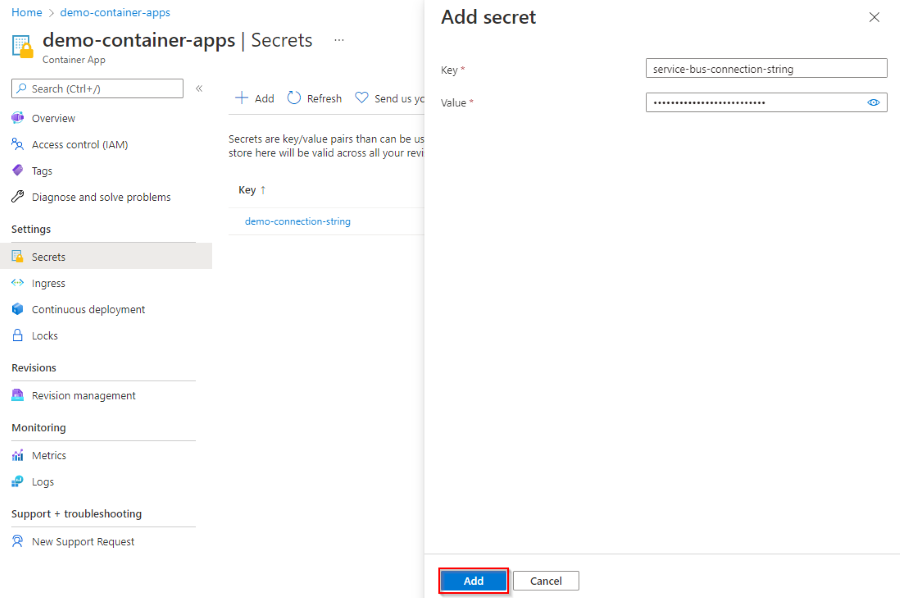 Home > demo-container-apps
demo-container-apps | Secrets ...
Container App
Search (Ctrl+/)
«
Overview
Access control (IAM)
Tags
Diagnose and solve problems
Settings
Secrets
Ingress
Continuous deployment
Locks
Revisions
Revision management
Monitoring
Metrics
Logs
Support + troubleshooting
New Support Request
+ Add Refresh Send us yo
Secrets are key/value pairs than can be us
store here will be valid across all your revi
Key ↑
demo-connection-string
Add secret
Key *
service-bus-connection-string
Value *
••••••••••••••••••••••••••
Add
Cancel